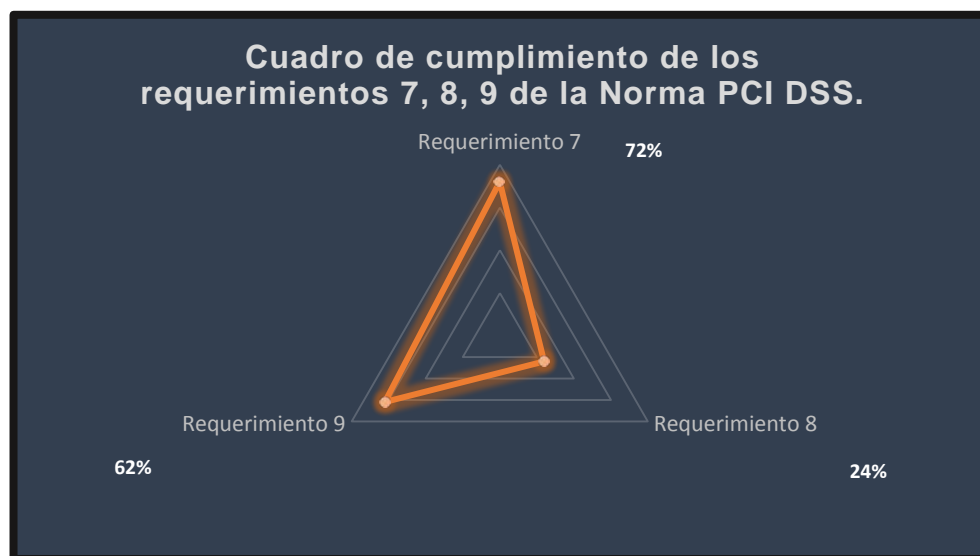 Cuadro de cumplimiento de los
requerimientos 7, 8, 9 de la Norma PCI DSS.
Requerimiento 7
72%
Requerimiento 9
Requerimiento 8
62%
24%